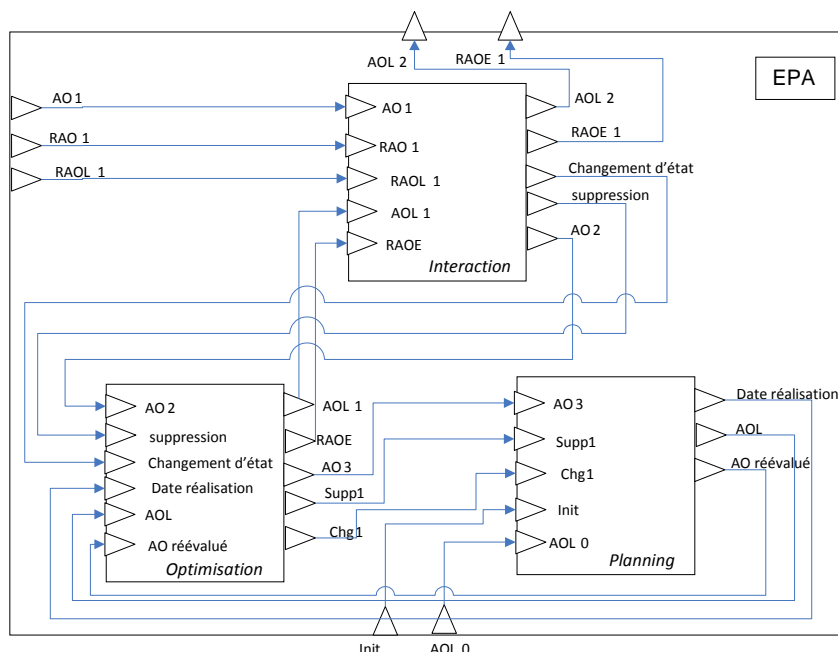 AOL 2
RAOE 1
EPA
AO 1
RAO 1
RAOL 1
AO 1
RAO 1
RAOL 1
AOL 1
RAOE
Interaction
AOL 2
RAOE 1
Changement d'état
suppression
AO 2
AO 2
suppression
Changement d'état
Date réalisation
AOL
AO réévalué
Optimisation
AOL 1
RAOE
AO 3
Supp1
Chg1
AO 3
Supp1
Chg1
Init
AOL 0
Planning
Date réalisation
AOL
AO réévalué
Init
AOL 0